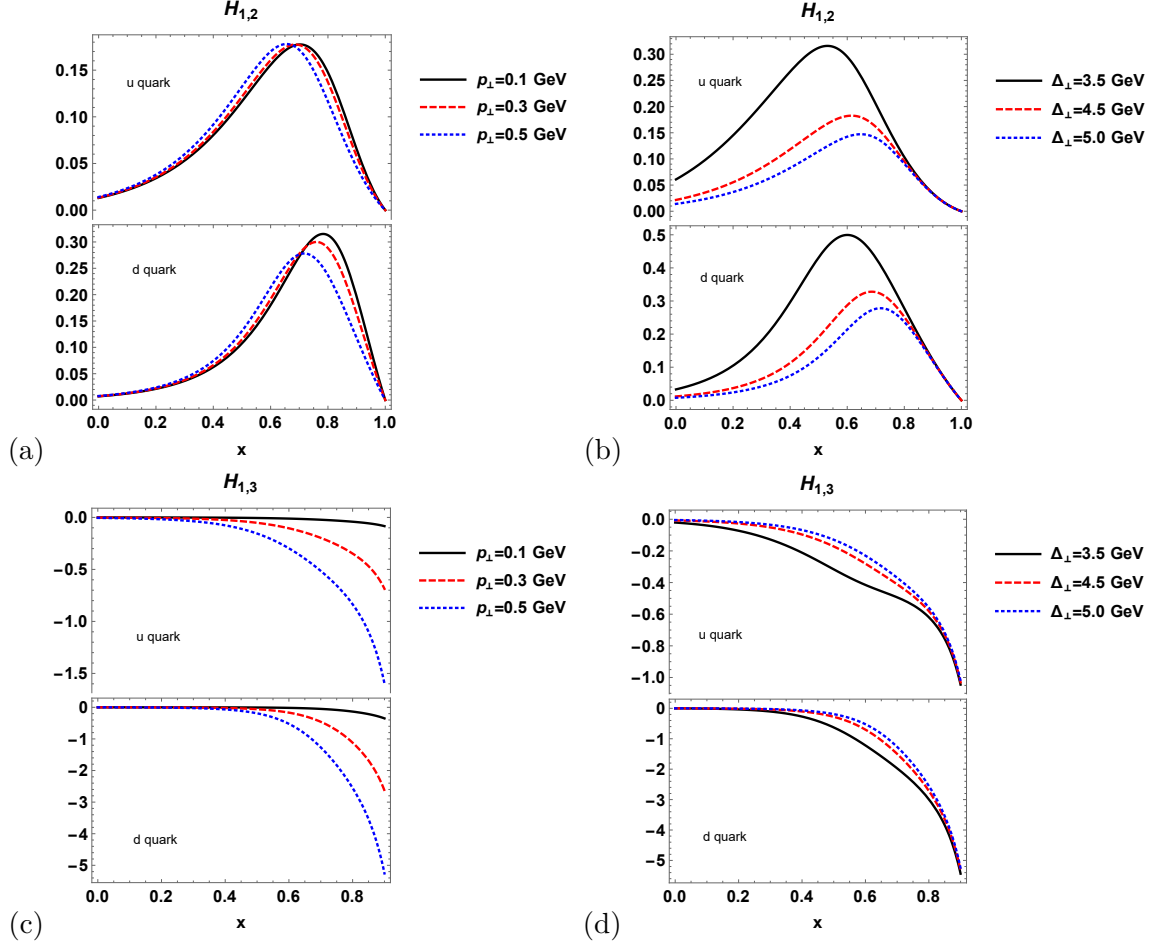 H1,2
u quark
0.15
0.10
0.05
0.00
d quark
0.30
0.25
0.20
0.15
0.10
0.05
0.00
0.0 0.2 0.4 0.6 0.8 1.0
x
p⊥=0.1 GeV
p⊥=0.3 GeV
p⊥=0.5 GeV
(a)
H1,2
u quark
0.30
0.25
0.20
0.15
0.10
0.05
0.00
d quark
0.5
0.4
0.3
0.2
0.1
0.0
0.0 0.2 0.4 0.6 0.8 1.0
x
Δ⊥=3.5 GeV
Δ⊥=4.5 GeV
Δ⊥=5.0 GeV
(b)
H1,3
0.0
−0.5
−1.0
−1.5
u quark
0
−1
−2
−3
−4
−5
d quark
0.0 0.2 0.4 0.6 0.8
x
p⊥=0.1 GeV
p⊥=0.3 GeV
p⊥=0.5 GeV
(c)
H1,3
0.0
−0.2
−0.4
−0.6
−0.8
−1.0
u quark
0
−1
−2
−3
−4
−5
d quark
0.0 0.2 0.4 0.6 0.8
x
Δ⊥=3.5 GeV
Δ⊥=4.5 GeV
Δ⊥=5.0 GeV
(d)